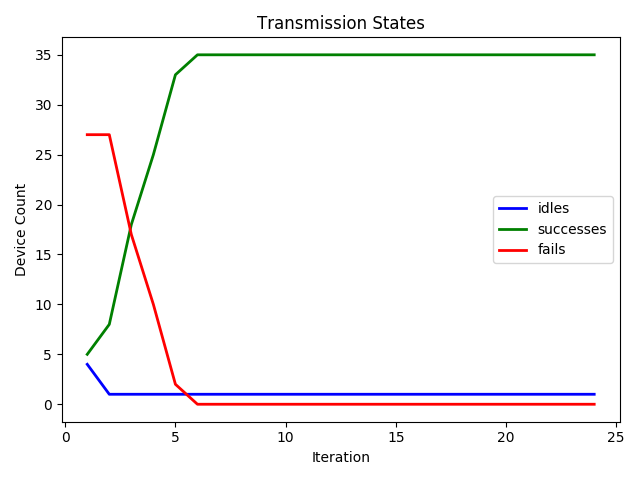 Transmission States
Device Count
35
30
25
20
15
10
5
0
idles
successes
fails
0 5 10 15 20 25
Iteration